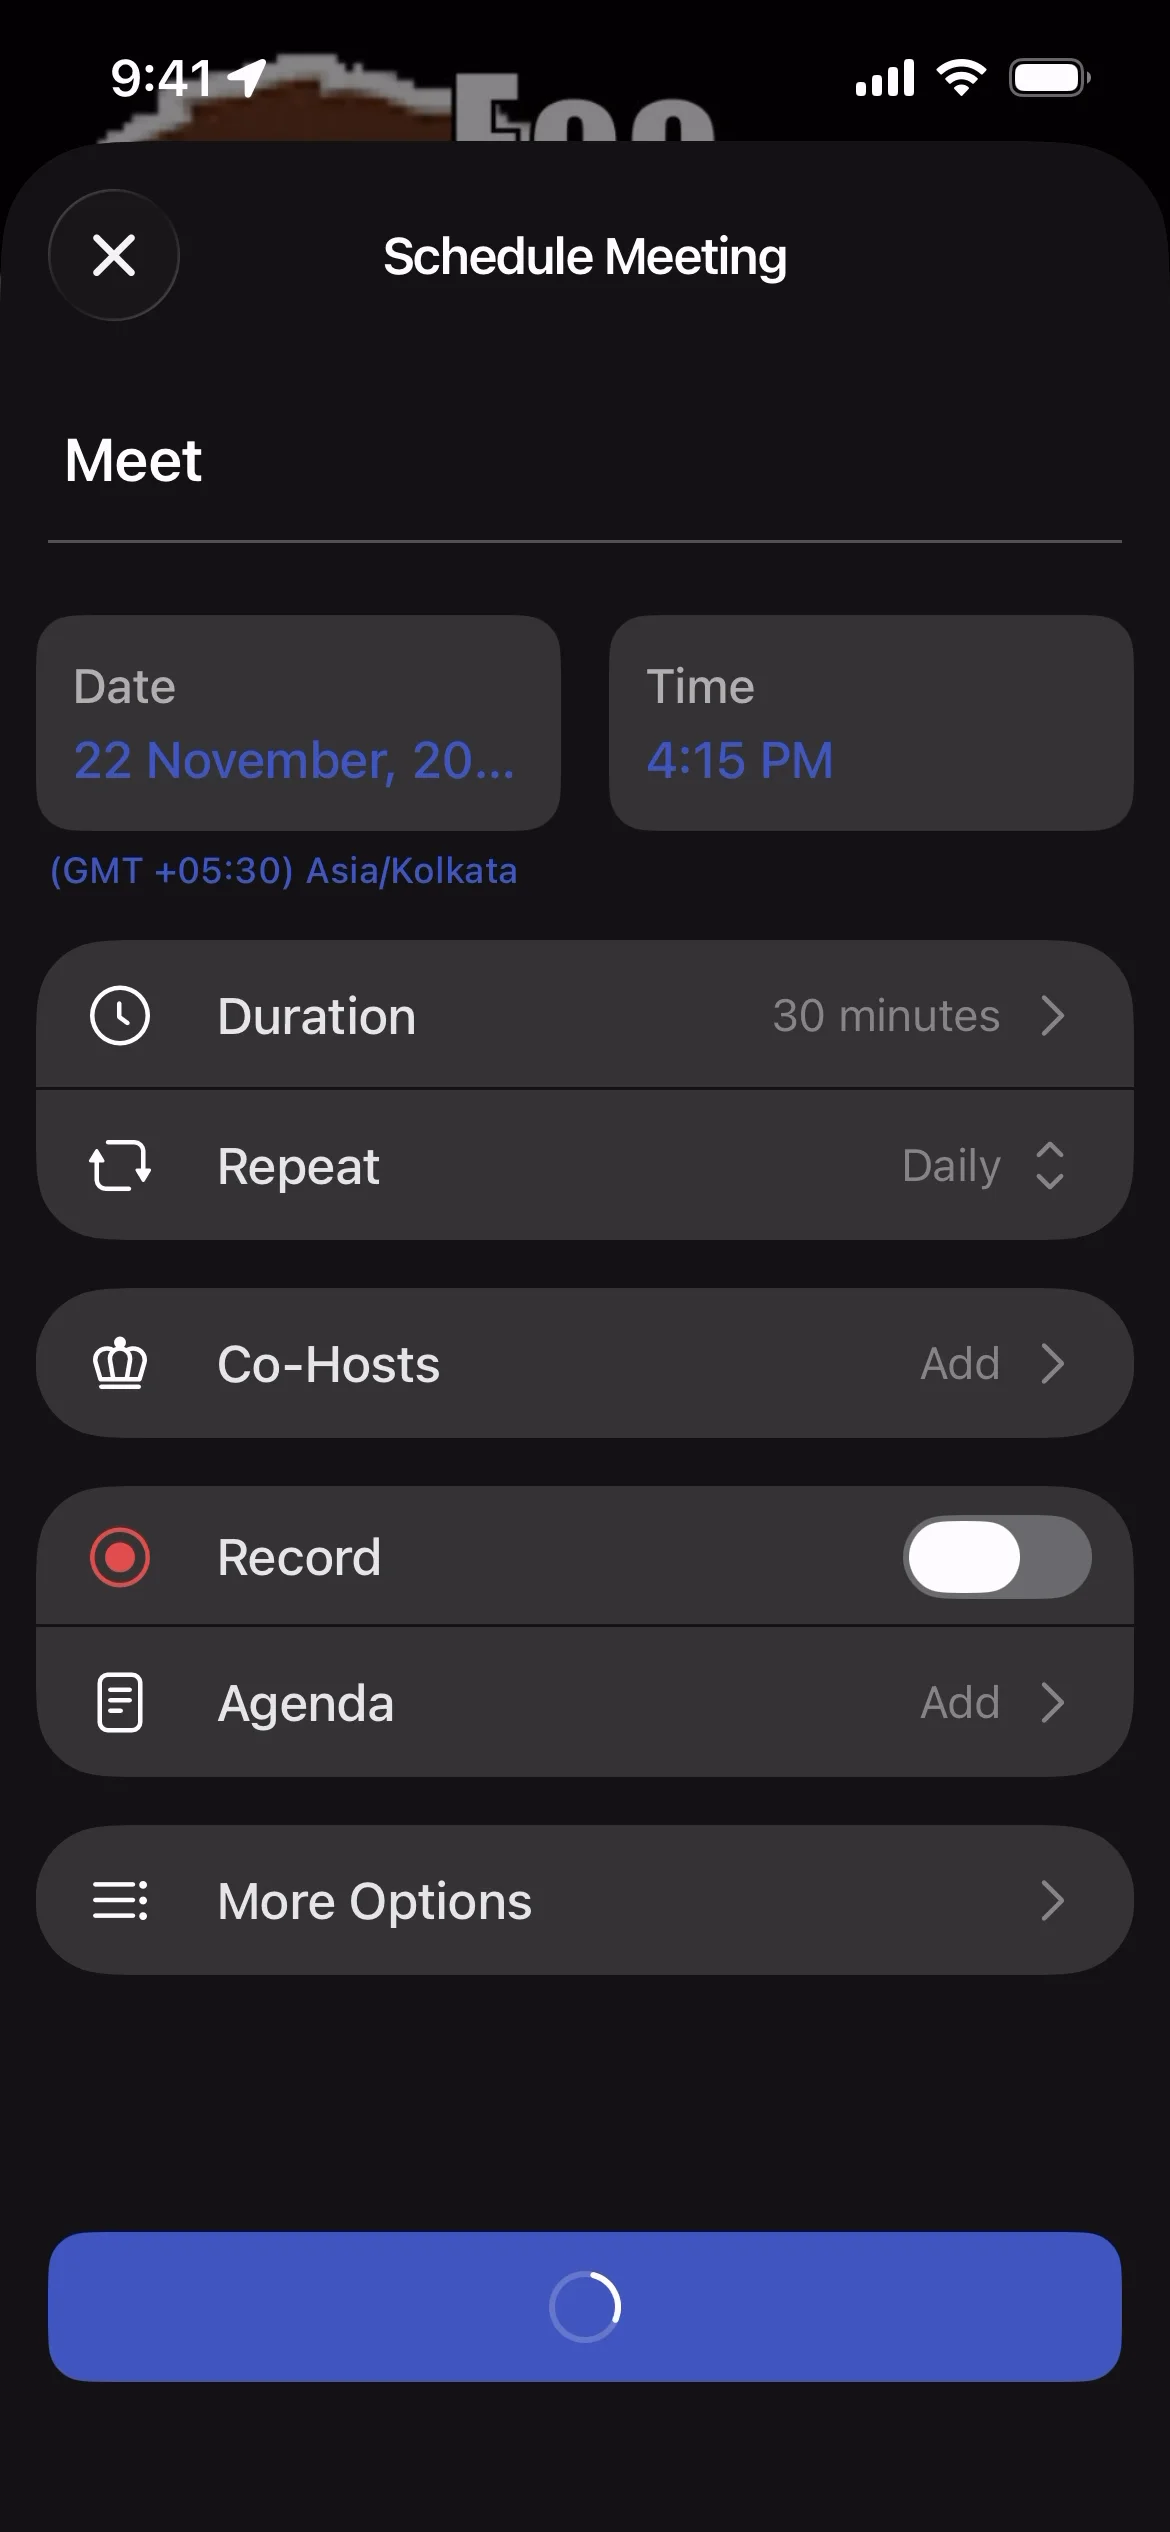 9:41
Schedule Meeting
Meet
Date
22 November, 20...
Time
4:15 PM
(GMT +05:30) Asia/Kolkata
Duration 30 minutes
Repeat Daily
Co-Hosts Add
Record
Agenda Add
More Options